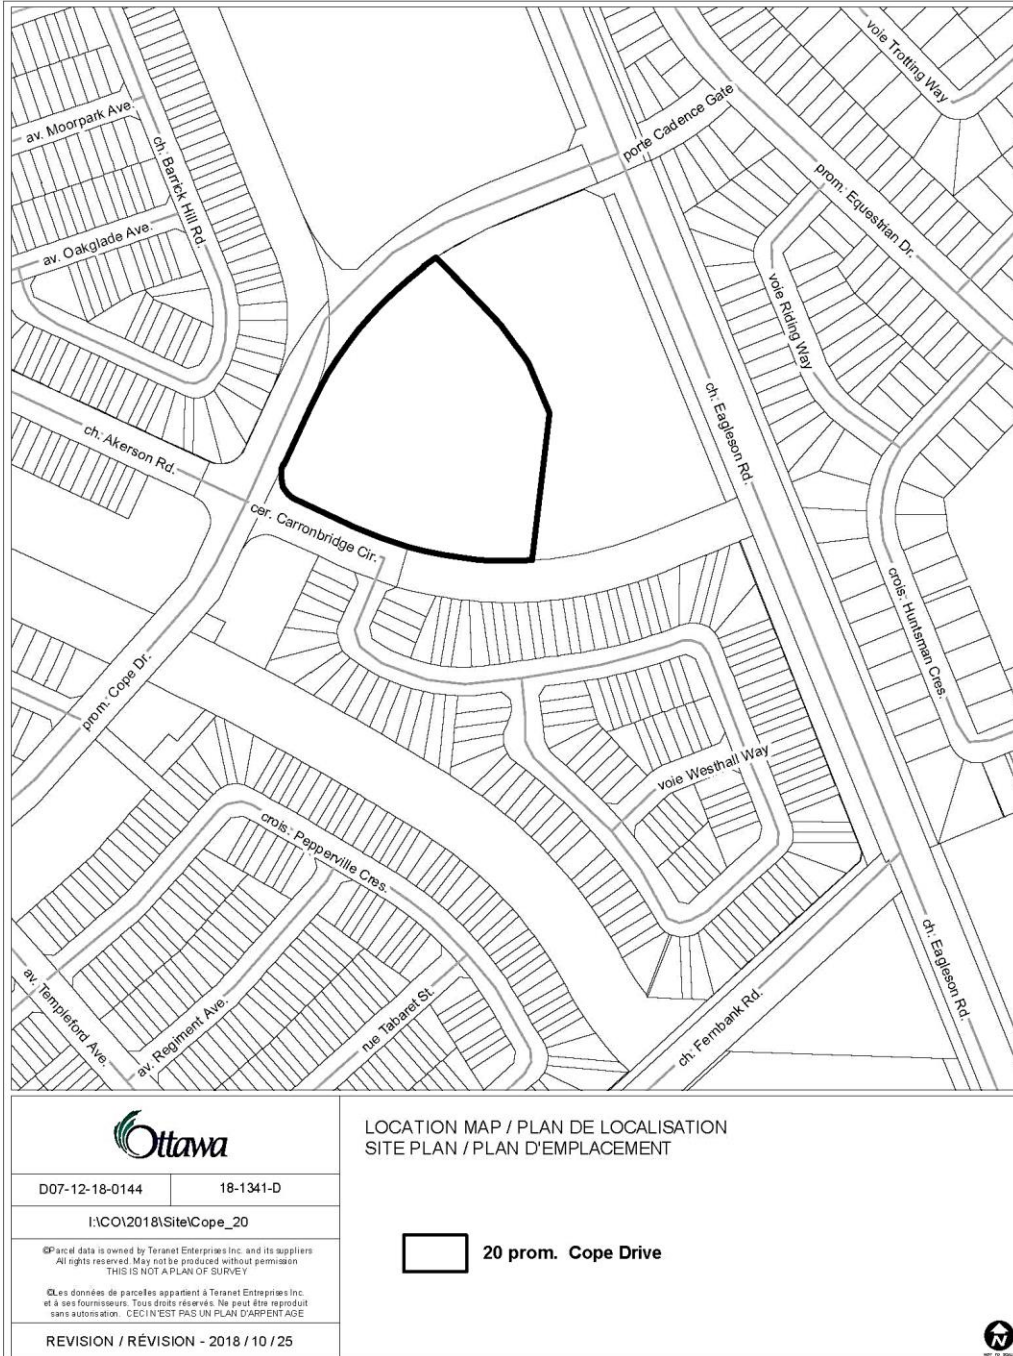 voie Trotting Way
av. Moorpark Ave.
porte Cadence Gate
ch. Barrick Hill Rd.
prom. Equestrian Dr.
av. Oakglade Ave.
voie Riding Way
ch. Eagleson Rd.
ch. Akerson Rd.
cer. Carronbridge Cir.
crois. Huntsman Cres.
prom. Cope Dr.
voie Westhall Way
crois. Pepperville Cres.
ch. Eagleson Rd.
av. Templeford Ave.
av. Regiment Ave.
rue Tabaret St.
ch. Fernbank Rd.
Ottawa
D07-12-18-0144
18-1341-D
I:\CO\2018\Site\Cope_20
©Parcel data is owned by Teranet Enterprises Inc. and its suppliers
All rights reserved. May not be produced without permission
THIS IS NOT A PLAN OF SURVEY
©Les données de parcelles appartient à Teranet Entreprises Inc.
et à ses fournisseurs. Tous droits réservés. Ne peut être reproduit
sans autorisation. CECI N'EST PAS UN PLAN D'ARPENTAGE
REVISION / RÉVISION - 2018 / 10 / 25
LOCATION MAP / PLAN DE LOCALISATION
SITE PLAN / PLAN D'EMPLACEMENT
20 prom. Cope Drive
N